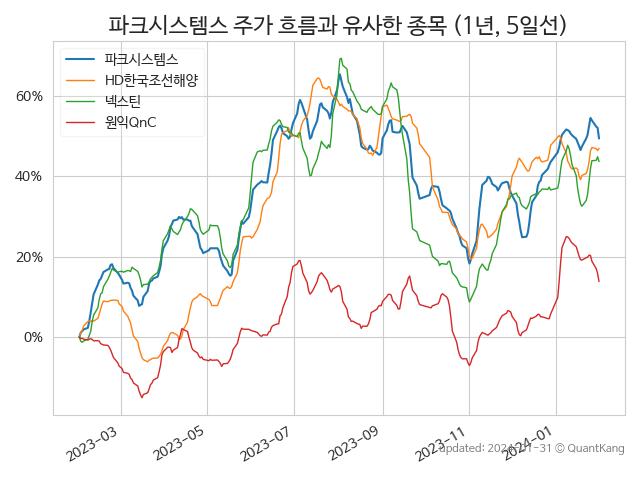 파크시스템스 주가 흐름과 유사한 종목 (1년, 5일선)
파크시스템스
HD한국조선해양
넥스틴
원익QnC
60%
40%
20%
0%
2023-03
2023-05
2023-07
2023-09
2023-11
2024-01
updated: 2024-01-31 © QuantKang